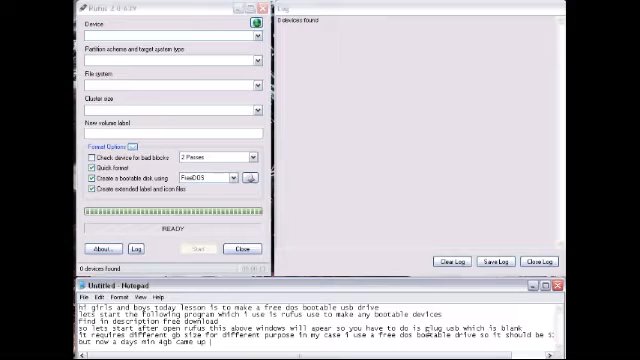 Rufus 2.0.639
Log
0 devices found
Device
Partition scheme and target system type
File system
Cluster size
New volume label
Format Options
Check device for bad blocks
2 Passes
Quick format
Create a bootable disk using
FreeDOS
Create extended label and icon files
READY
About...
Log
Start
Close
Clear Log
Save Log
Close Log
0 devices found
Untitled - Notepad
File Edit Format View Help
hi girls and boys today lesson is to make a free dos bootable usb drive
lets start the following program which i use is rufus use to make any bootable devices
find in description free download
so lets start after open rufus this above windows will apear so you have to do is plug usb which is blank
it requires different gb size for different purpose in my case i use a free dos bootable drive so it should be
but now a days min 4gb came up